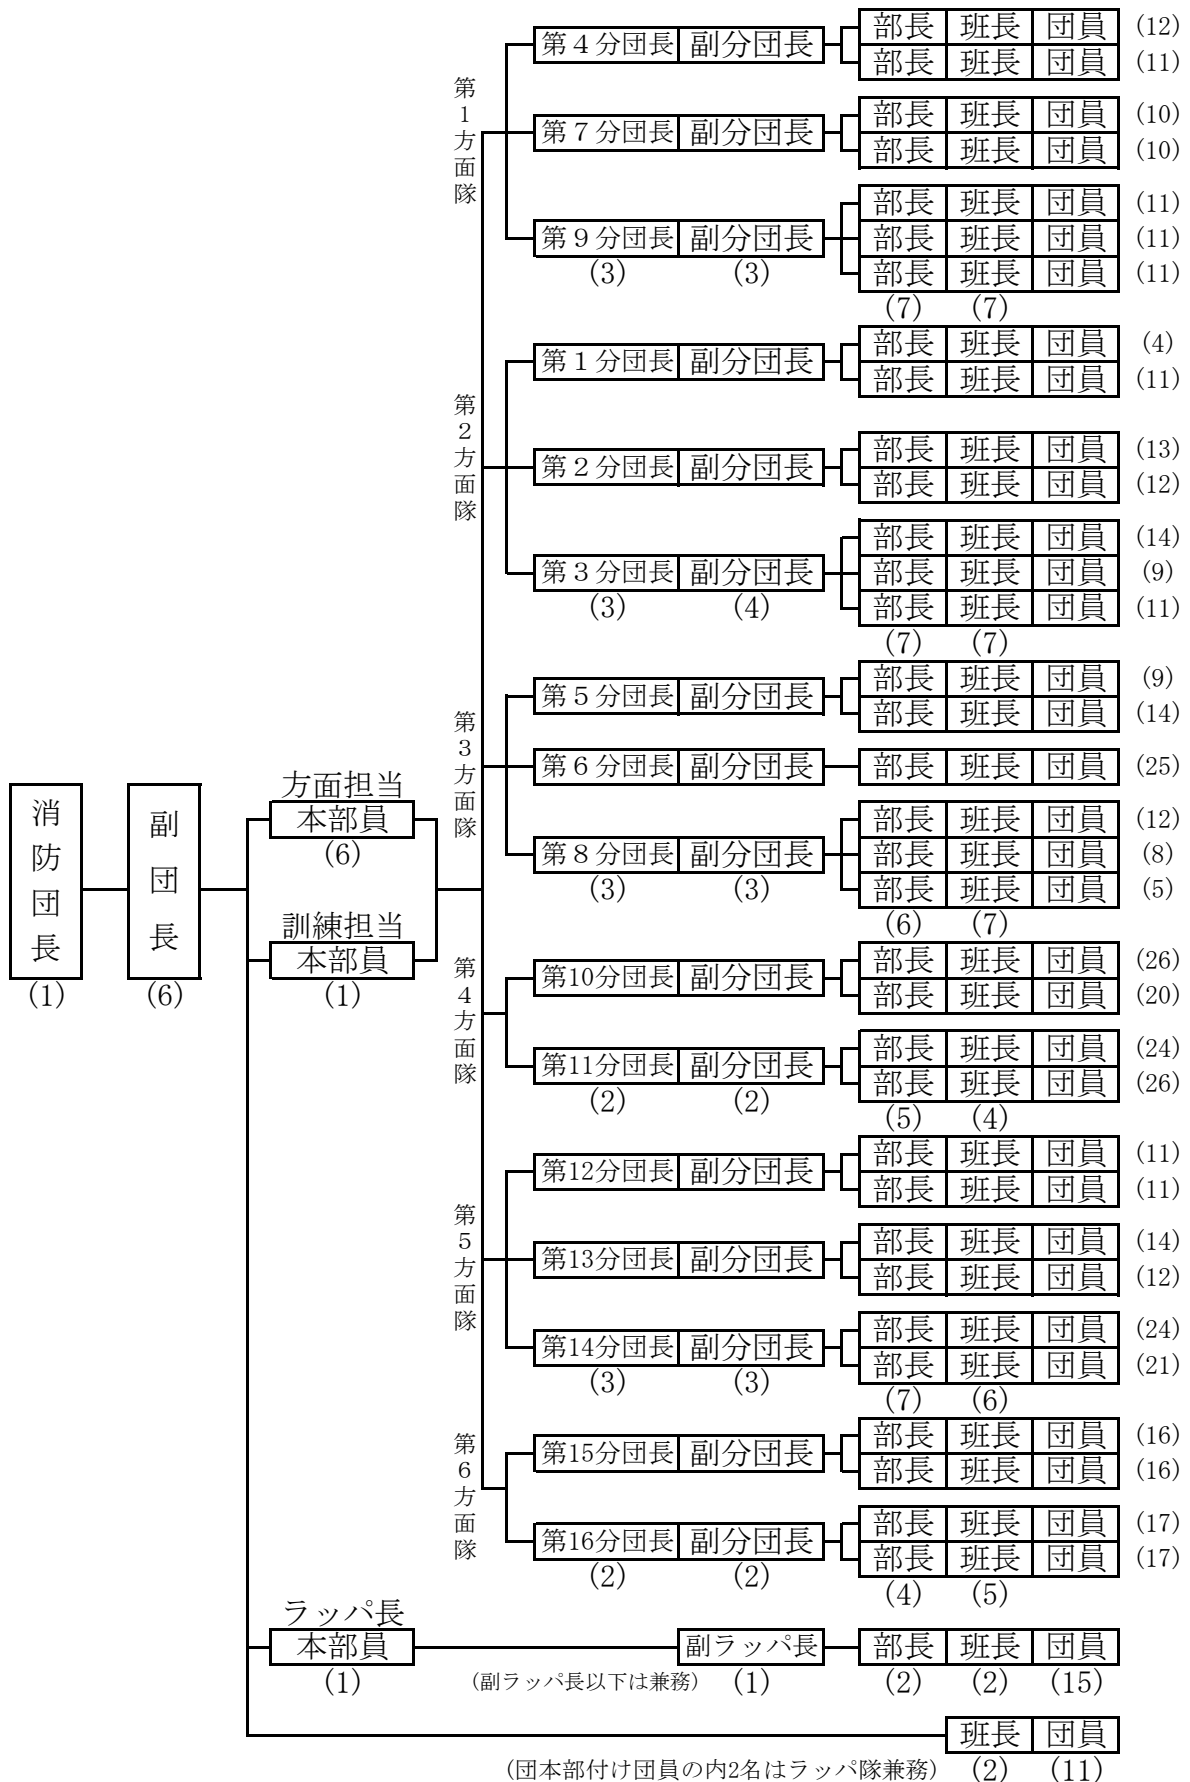 消防団長
(1)
副団長
(6)
方面担当
本部員
(6)
訓練担当
本部員
(1)
第１方面隊
第４分団長 副分団長 部長 班長 団員 (12)
部長 班長 団員 (11)
第７分団長 副分団長 部長 班長 団員 (10)
部長 班長 団員 (10)
部長 班長 団員 (11)
第９分団長 副分団長 部長 班長 団員 (11)
(3) (3) 部長 班長 団員 (11)
(7) (7)
第２方面隊
第１分団長 副分団長 部長 班長 団員 (4)
部長 班長 団員 (11)
第２分団長 副分団長 部長 班長 団員 (13)
部長 班長 団員 (12)
部長 班長 団員 (14)
第３分団長 副分団長 部長 班長 団員 (9)
(3) (4) 部長 班長 団員 (11)
(7) (7)
第３方面隊
第５分団長 副分団長 部長 班長 団員 (9)
部長 班長 団員 (14)
第６分団長 副分団長 部長 班長 団員 (25)
部長 班長 団員 (12)
第８分団長 副分団長 部長 班長 団員 (8)
(3) (3) 部長 班長 団員 (5)
(6) (7)
第４方面隊
第10分団長 副分団長 部長 班長 団員 (26)
部長 班長 団員 (20)
第11分団長 副分団長 部長 班長 団員 (24)
(2) (2) 部長 班長 団員 (26)
(5) (4)
第５方面隊
第12分団長 副分団長 部長 班長 団員 (11)
部長 班長 団員 (11)
第13分団長 副分団長 部長 班長 団員 (14)
部長 班長 団員 (12)
第14分団長 副分団長 部長 班長 団員 (24)
(3) (3) 部長 班長 団員 (21)
(7) (6)
第６方面隊
第15分団長 副分団長 部長 班長 団員 (16)
部長 班長 団員 (16)
第16分団長 副分団長 部長 班長 団員 (17)
(2) (2) 部長 班長 団員 (17)
(4) (5)
ラッパ長
本部員 副ラッパ長 部長 班長 団員
(1) (副ラッパ長以下は兼務) (1) (2) (2) (15)
班長 団員
(団本部付け団員の内2名はラッパ隊兼務) (2) (11)